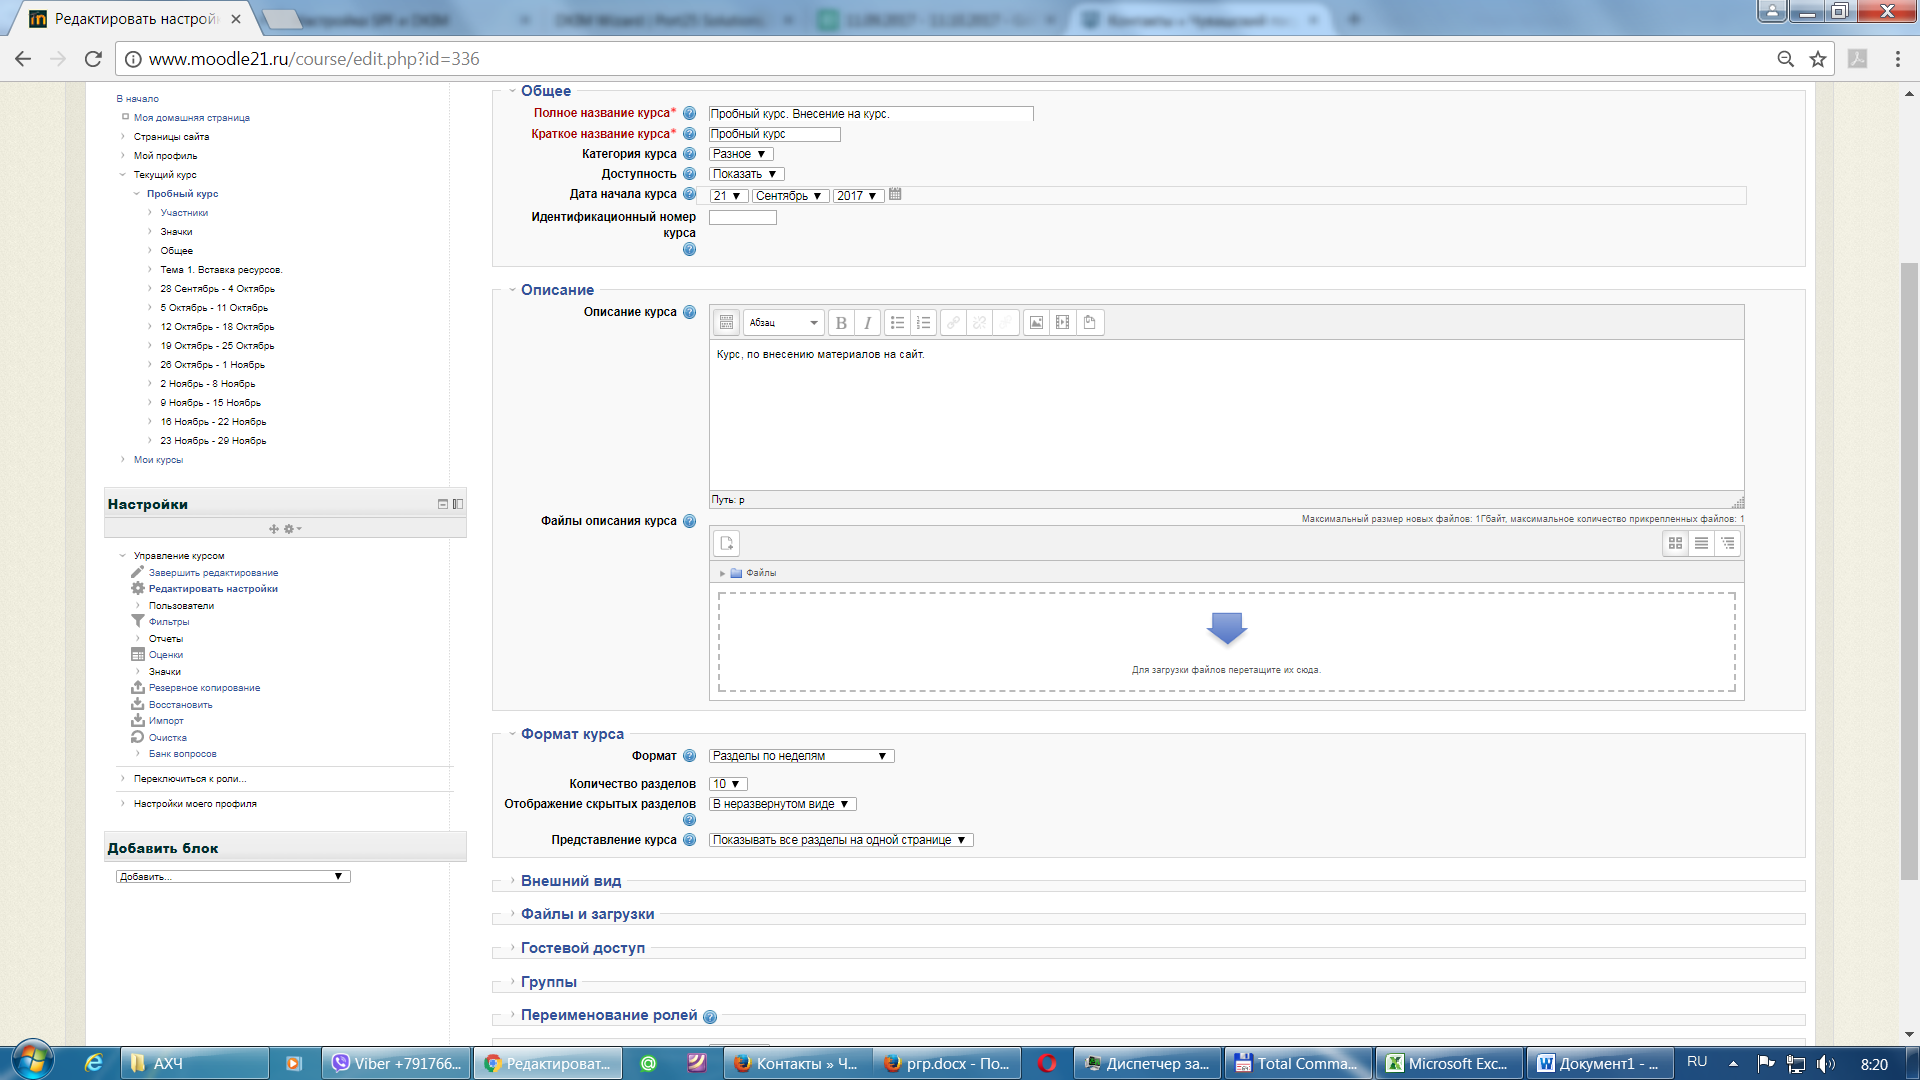 Редактировать настрой
www.moodle21.ru/course/edit.php?id=336
В начало
Моя домашняя страница
Страницы сайта
Мой профиль
Текущий курс
Пробный курс
Участники
Значки
Общее
Тема 1. Вставка ресурсов.
28 Сентябрь - 4 Октябрь
5 Октябрь - 11 Октябрь
12 Октябрь - 18 Октябрь
19 Октябрь - 25 Октябрь
26 Октябрь - 1 Ноябрь
2 Ноябрь - 8 Ноябрь
9 Ноябрь - 15 Ноябрь
16 Ноябрь - 22 Ноябрь
23 Ноябрь - 29 Ноябрь
Мои курсы
Настройки
Управление курсом
Завершить редактирование
Редактировать настройки
Пользователи
Фильтры
Отчеты
Оценки
Значки
Резервное копирование
Восстановить
Импорт
Очистка
Банк вопросов
Переключиться к роли...
Настройки моего профиля
Добавить блок
Добавить...
Общее
Полное название курса* Пробный курс. Внесение на курс.
Краткое название курса* Пробный курс
Категория курса Разное
Доступность Показать
Дата начала курса 21 Сентябрь 2017
Идентификационный номер
курса
Описание
Описание курса Абзац B I
Курс, по внесению материалов на сайт.
Путь: p
Файлы описания курса Максимальный размер новых файлов: 1Гбайт, максимальное количество прикрепленных файлов: 1
Файлы
Для загрузки файлов перетащите их сюда.
Формат курса
Формат Разделы по неделям
Количество разделов 10
Отображение скрытых разделов В неразвернутом виде
Представление курса Показывать все разделы на одной странице
Внешний вид
Файлы и загрузки
Гостевой доступ
Группы
Переименование ролей
АХЧ Viber +791766... Редактироват... Контакты » Ч... prp.docx - По... Диспетчер за... Total Comma... Microsoft Exc... Документ1 - ... RU 8:20